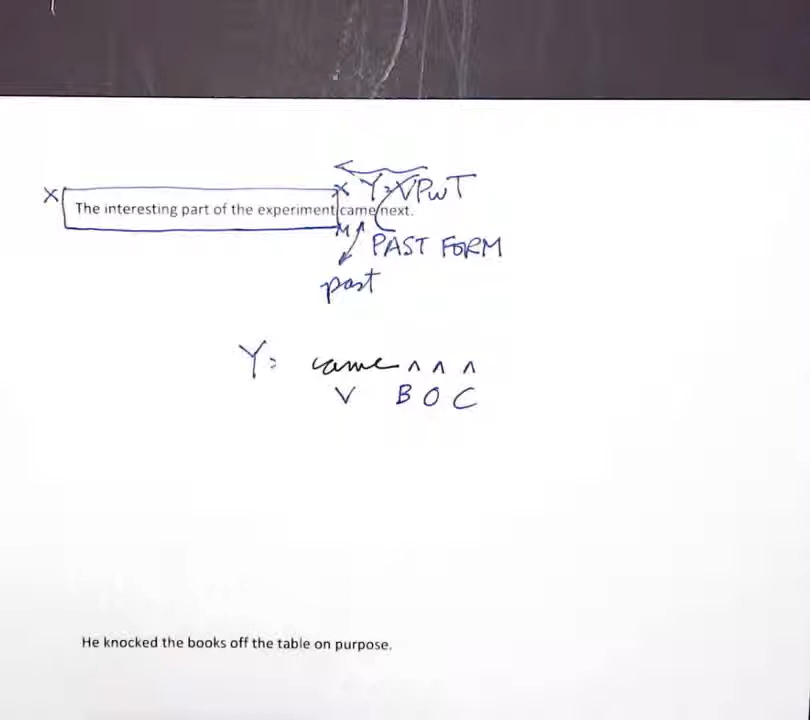 X X Y=VPwT
The interesting part of the experiment came/next.
M PAST FORM
past
Y= came ^ ^ ^
V B O C
He knocked the books off the table on purpose.